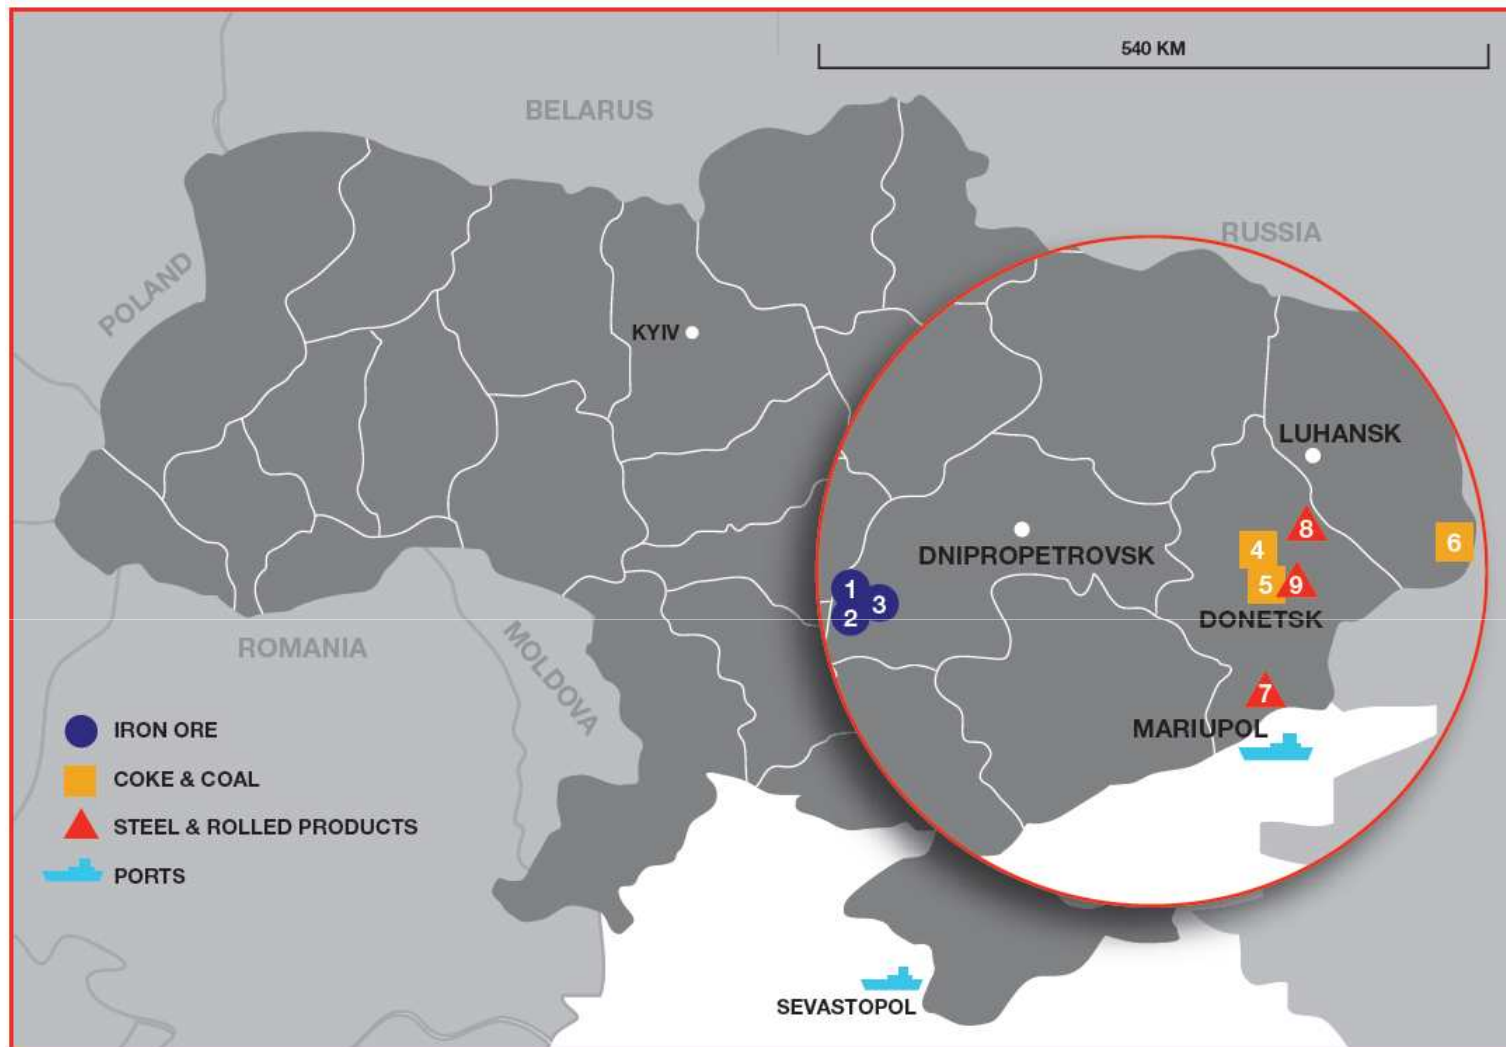 540 KM
BELARUS
RUSSIA
POLAND
KYIV
LUHANSK
8
4
6
DNIPROPETROVSK
5
9
1
3
2
DONETSK
ROMANIA
MOLDOVA
7
MARIUPOL
IRON ORE
COKE & COAL
STEEL & ROLLED PRODUCTS
PORTS
SEVASTOPOL